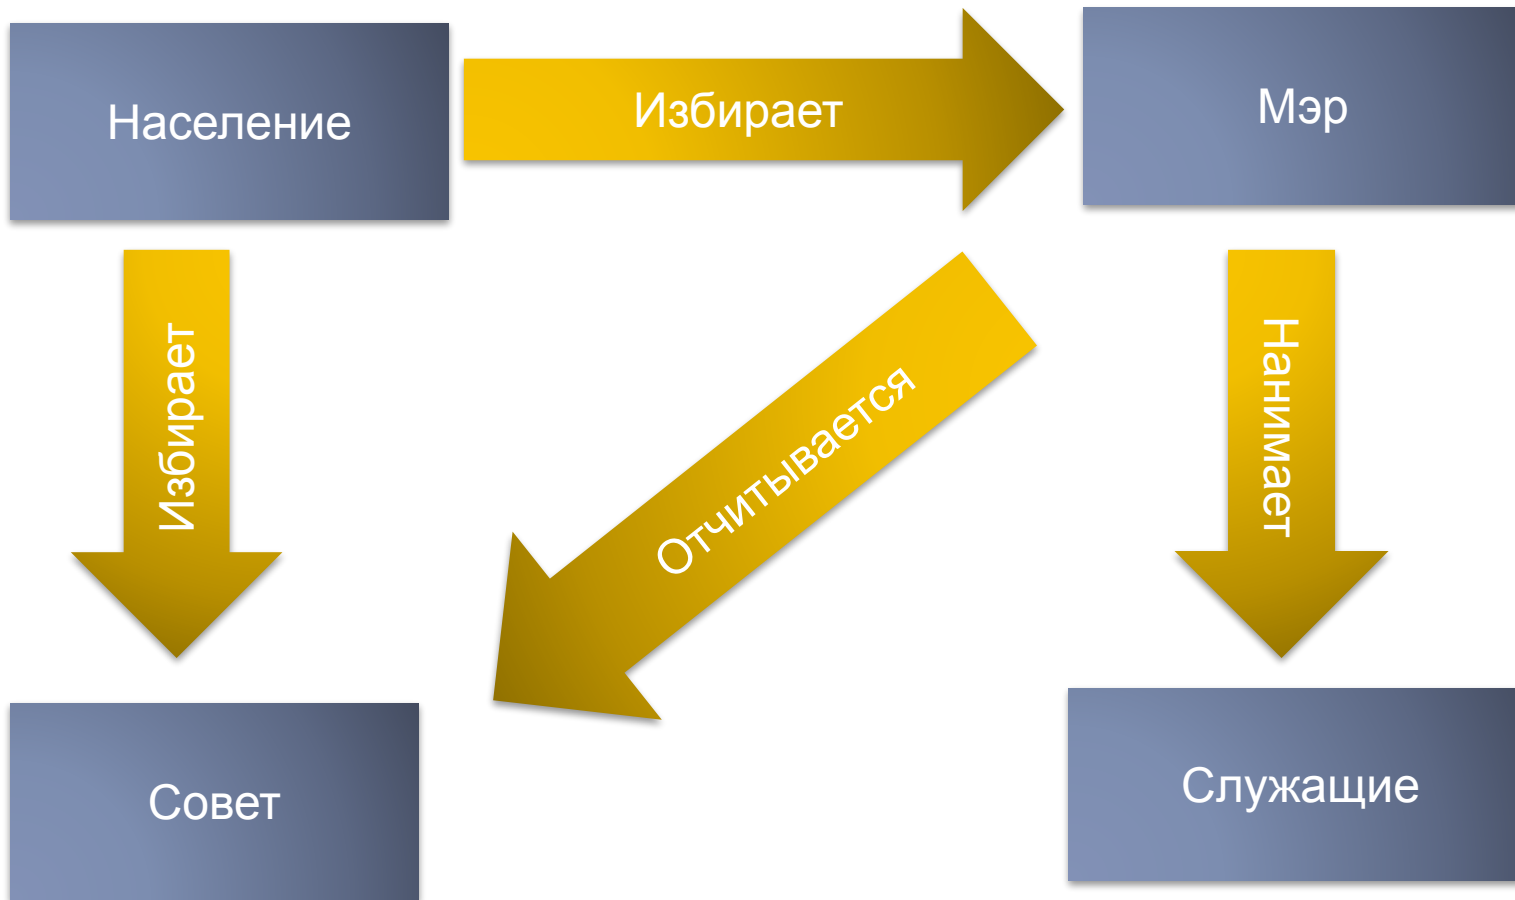 Население
Избирает
Мэр
Избирает
Отчитывается
Нанимает
Совет
Служащие